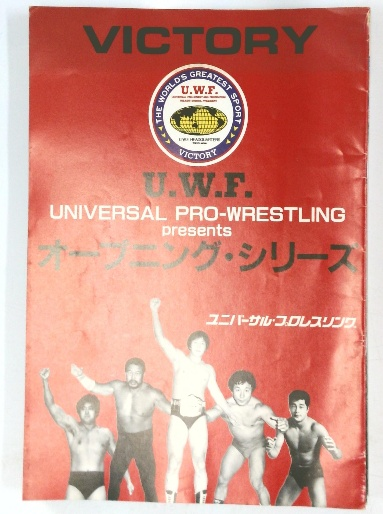 VICTORY
THE WORLD'S GREATEST SPORT
U.W.F.
VICTORY
U.W.F.
UNIVERSAL PRO-WRESTLING
presents
オープニング・シリーズ
ユニバーサル・プロレスリング